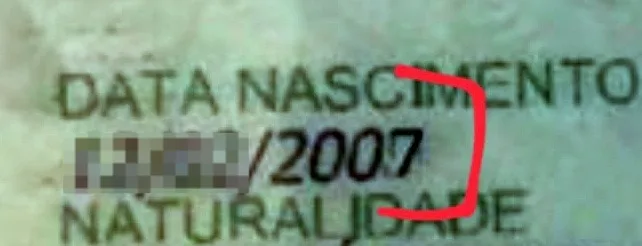 DATA NASCIMENTO
/2007
NATURALIDADE